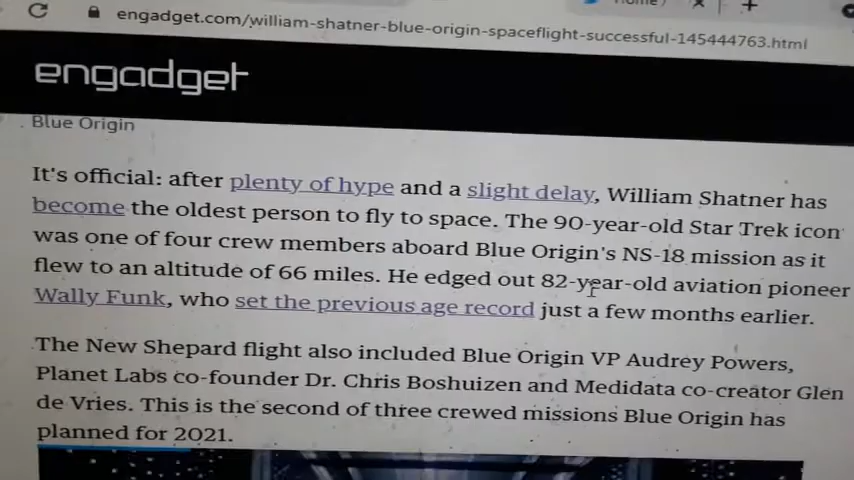 engadget.com/william-shatner-blue-origin-spaceflight-successful-145444763.html
engadget
Blue Origin
It's official: after plenty of hype and a slight delay, William Shatner has
become the oldest person to fly to space. The 90-year-old Star Trek icon
was one of four crew members aboard Blue Origin's NS-18 mission as it
flew to an altitude of 66 miles. He edged out 82-year-old aviation pioneer
Wally Funk, who set the previous age record just a few months earlier.
The New Shepard flight also included Blue Origin VP Audrey Powers,
Planet Labs co-founder Dr. Chris Boshuizen and Medidata co-creator Glen
de Vries. This is the second of three crewed missions Blue Origin has
planned for 2021.